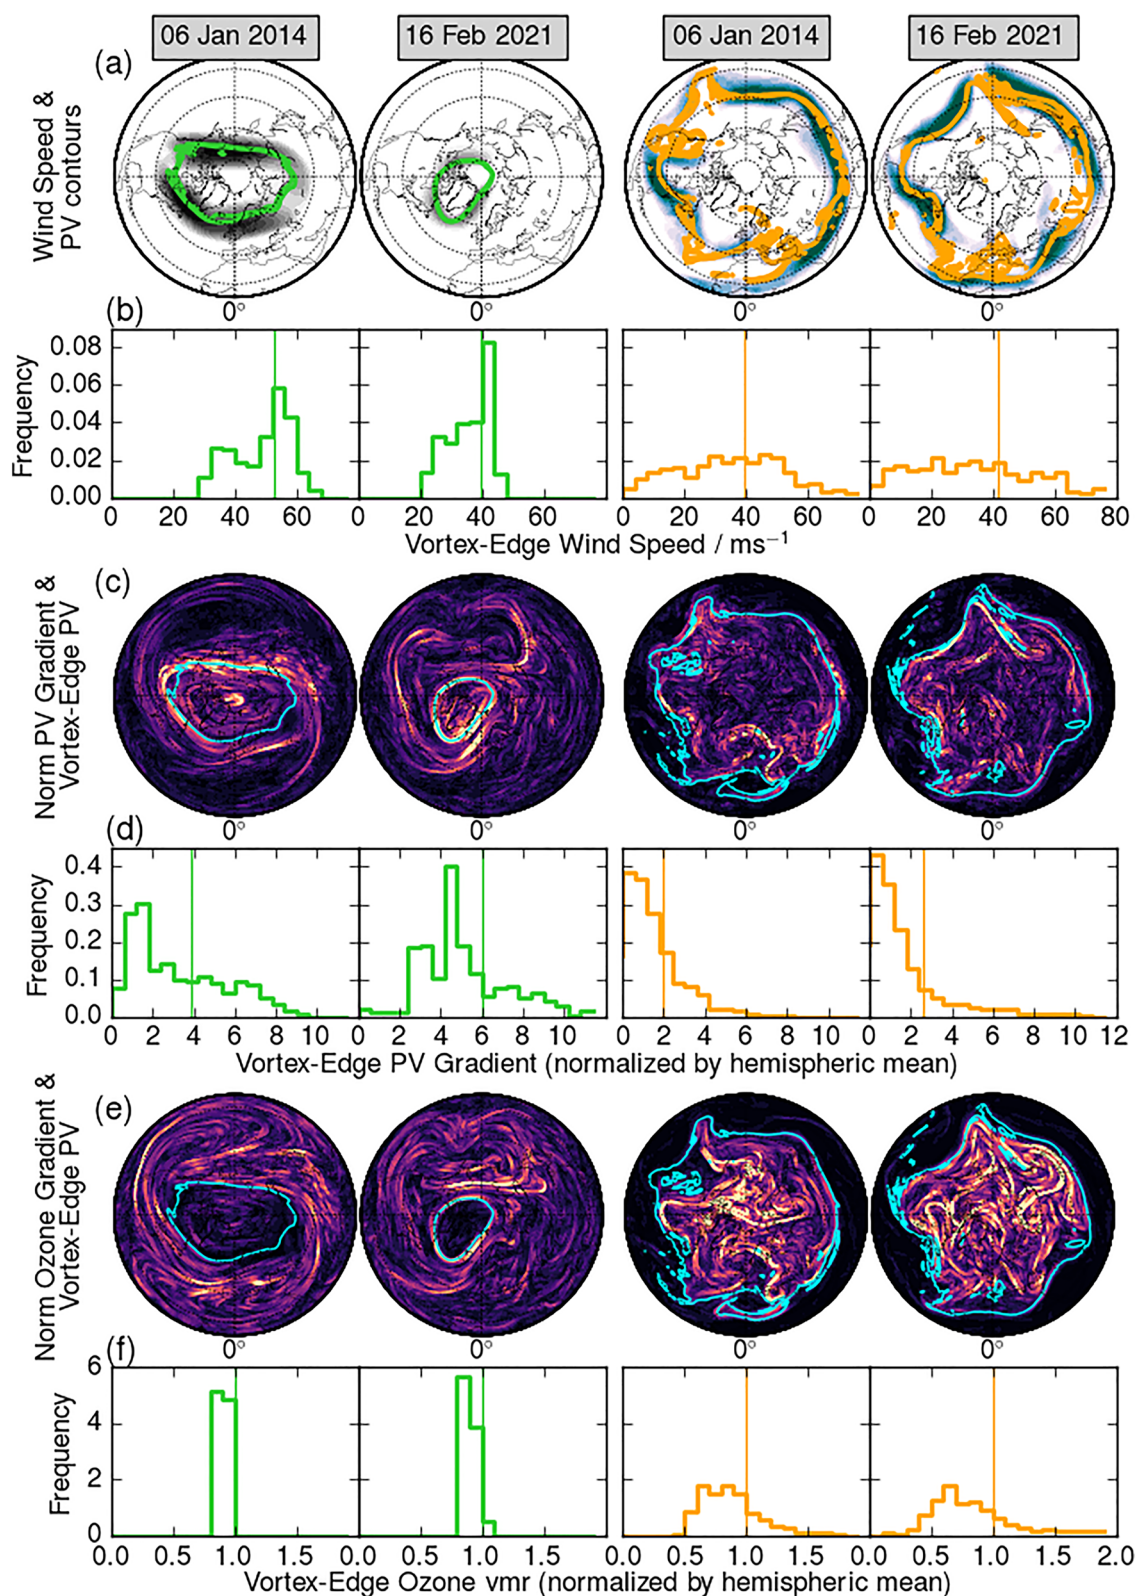 06 Jan 2014 16 Feb 2021 06 Jan 2014 16 Feb 2021
(a)
Wind Speed &
PV contours
0° 0° 0° 0°
(b)
Frequency
0.08
0.06
0.04
0.02
0.00
0 20 40 60 0 20 40 60 0 20 40 60 0 20 40 60 80
Vortex-Edge Wind Speed / ms⁻¹
(c)
Norm PV Gradient &
Vortex-Edge PV
0° 0° 0° 0°
(d)
Frequency
0.4
0.3
0.2
0.1
0.0
0 2 4 6 8 10 0 2 4 6 8 10 0 2 4 6 8 10 0 2 4 6 8 10 12
Vortex-Edge PV Gradient (normalized by hemispheric mean)
(e)
Norm Ozone Gradient &
Vortex-Edge PV
0° 0° 0° 0°
(f)
Frequency
6
4
2
0
0.0 0.5 1.0 1.5 0.0 0.5 1.0 1.5 0.0 0.5 1.0 1.5 0.0 0.5 1.0 1.5 2.0
Vortex-Edge Ozone vmr (normalized by hemispheric mean)